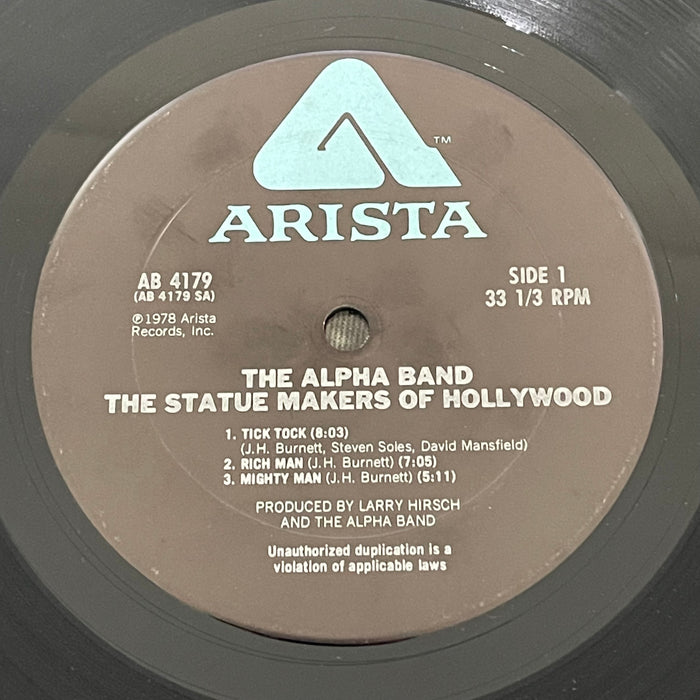 TM
ARISTA
AB 4179
(AB 4179 SA)
℗1978 Arista
Records, Inc.
SIDE 1
33 1/3 RPM
THE ALPHA BAND
THE STATUE MAKERS OF HOLLYWOOD
1. TICK TOCK (8:03)
(J.H. Burnett, Steven Soles, David Mansfield)
2. RICH MAN (J.H. Burnett) (7:05)
3. MIGHTY MAN (J.H. Burnett) (5:11)
PRODUCED BY LARRY HIRSCH
AND THE ALPHA BAND
Unauthorized duplication is a
violation of applicable laws